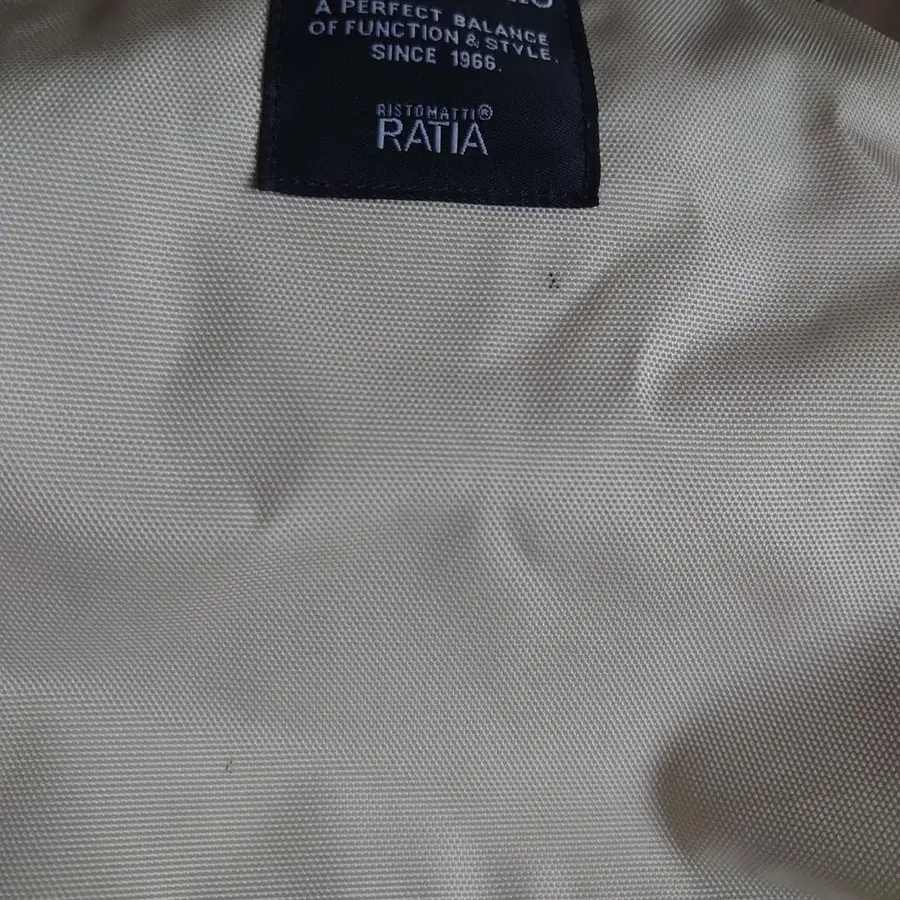 A PERFECT BALANCE
OF FUNCTION & STYLE.
SINCE 1966.
RISTOMATTI®
RATIA